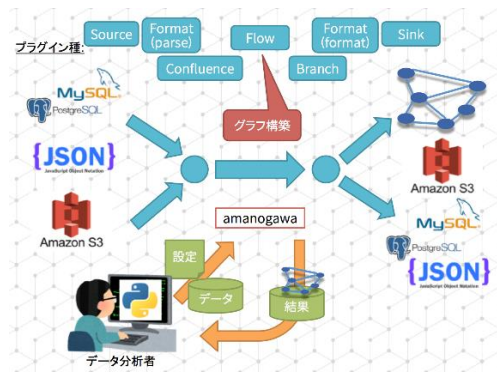 プラグイン種:
Source
Format
(parse)
Flow
Format
(format)
Sink
Confluence
Branch
MySQL
PostgreSQL
グラフ構築
{JSON}
JavaScript Object Notation
Amazon S3
Amazon S3
amanogawa
MySQL
PostgreSQL
{JSON}
JavaScript Object Notation
設定
データ
結果
データ分析者